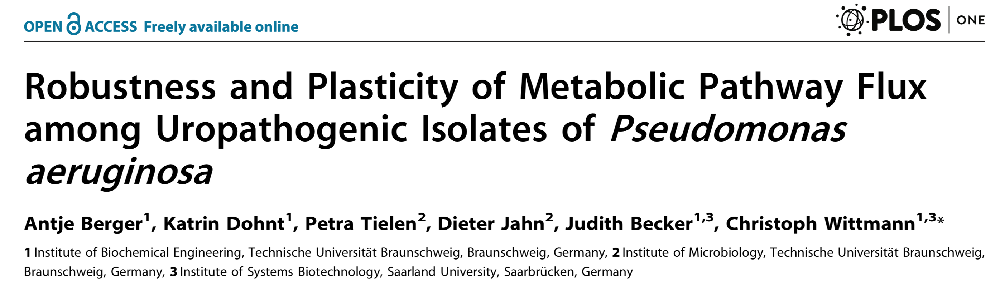 OPEN ACCESS Freely available online
PLOS | ONE
Robustness and Plasticity of Metabolic Pathway Flux
among Uropathogenic Isolates of Pseudomonas
aeruginosa
Antje Berger1, Katrin Dohnt1, Petra Tielen2, Dieter Jahn2, Judith Becker1,3, Christoph Wittmann1,3*
1 Institute of Biochemical Engineering, Technische Universität Braunschweig, Braunschweig, Germany, 2 Institute of Microbiology, Technische Universität Braunschweig,
Braunschweig, Germany, 3 Institute of Systems Biotechnology, Saarland University, Saarbrücken, Germany